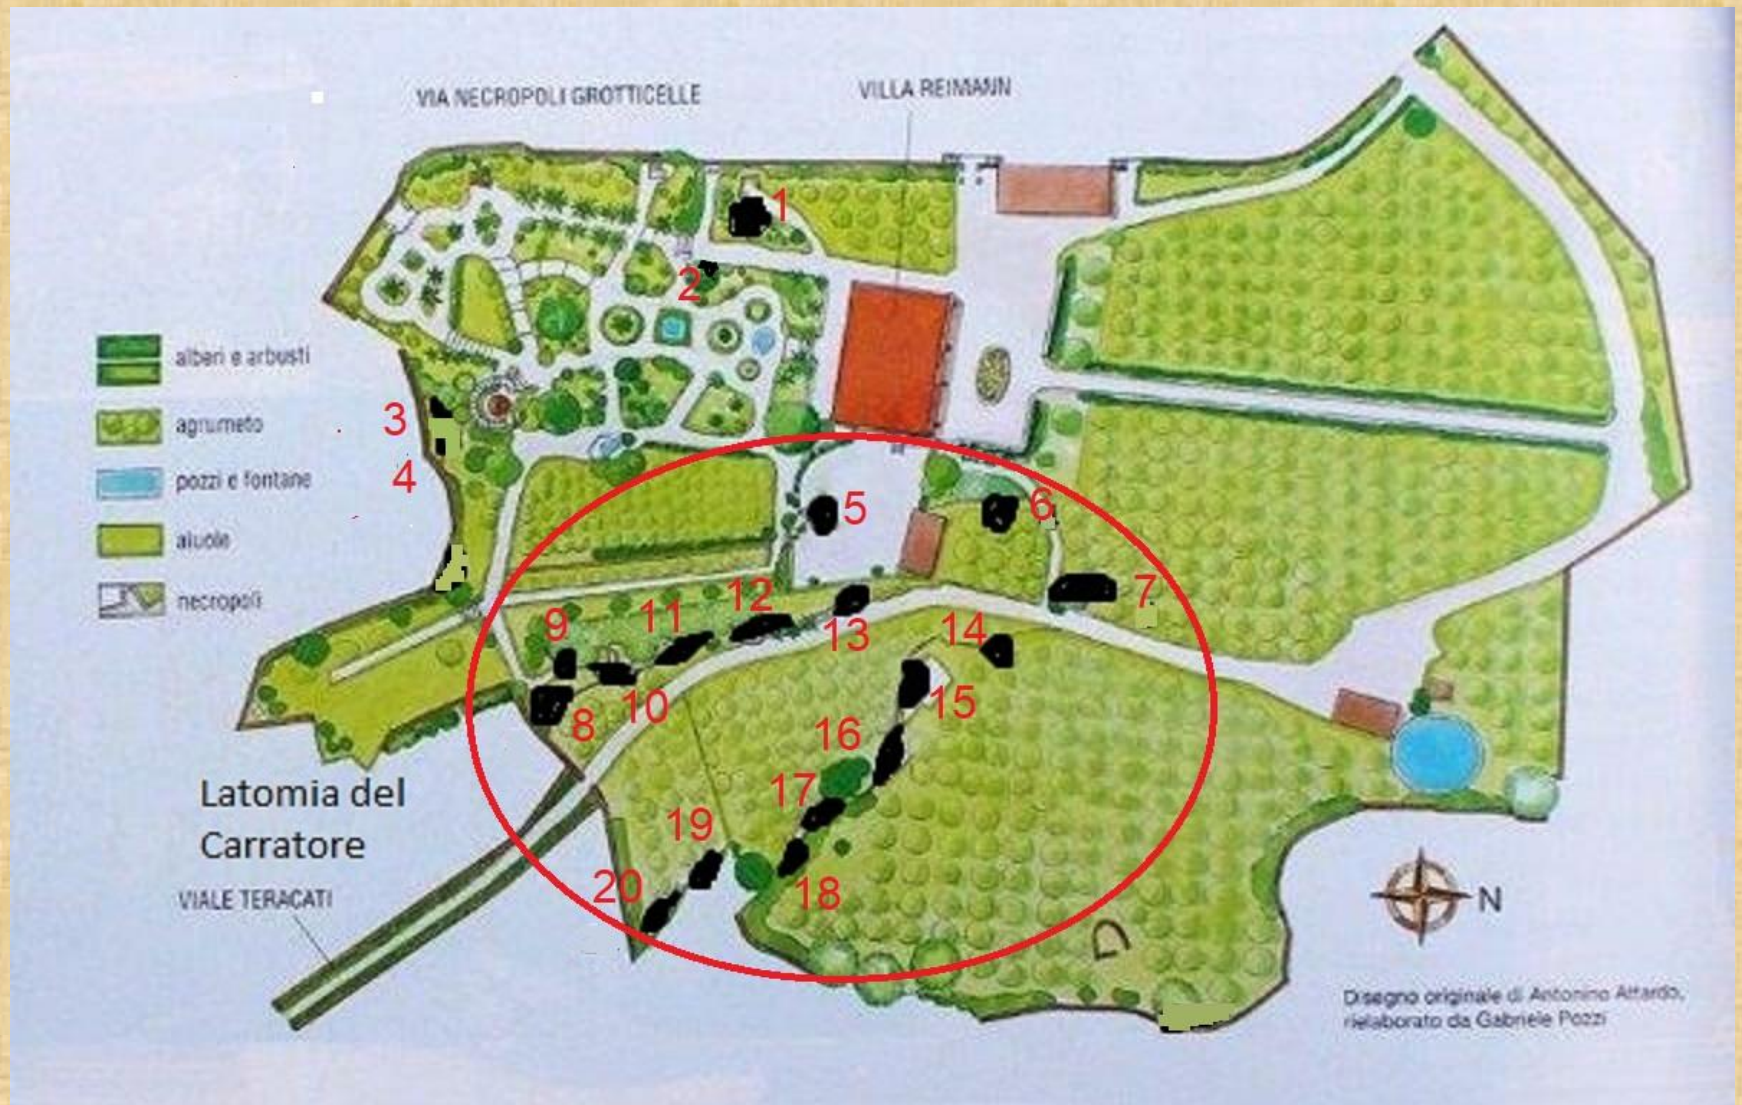 VIA NECROPOLI GROTTICELLE
VILLA REIMANN
1
2
alberi e arbusti
agrumeto
pozzi e fontane
aiuole
necropoli
3
4
5
6
7
8
9
10
11
12
13
14
15
16
17
18
19
20
Latomia del
Carratore
VIALE TERACATI
N
Disegno originale di Antonino Attardo,
rielaborato da Gabriele Pozzi